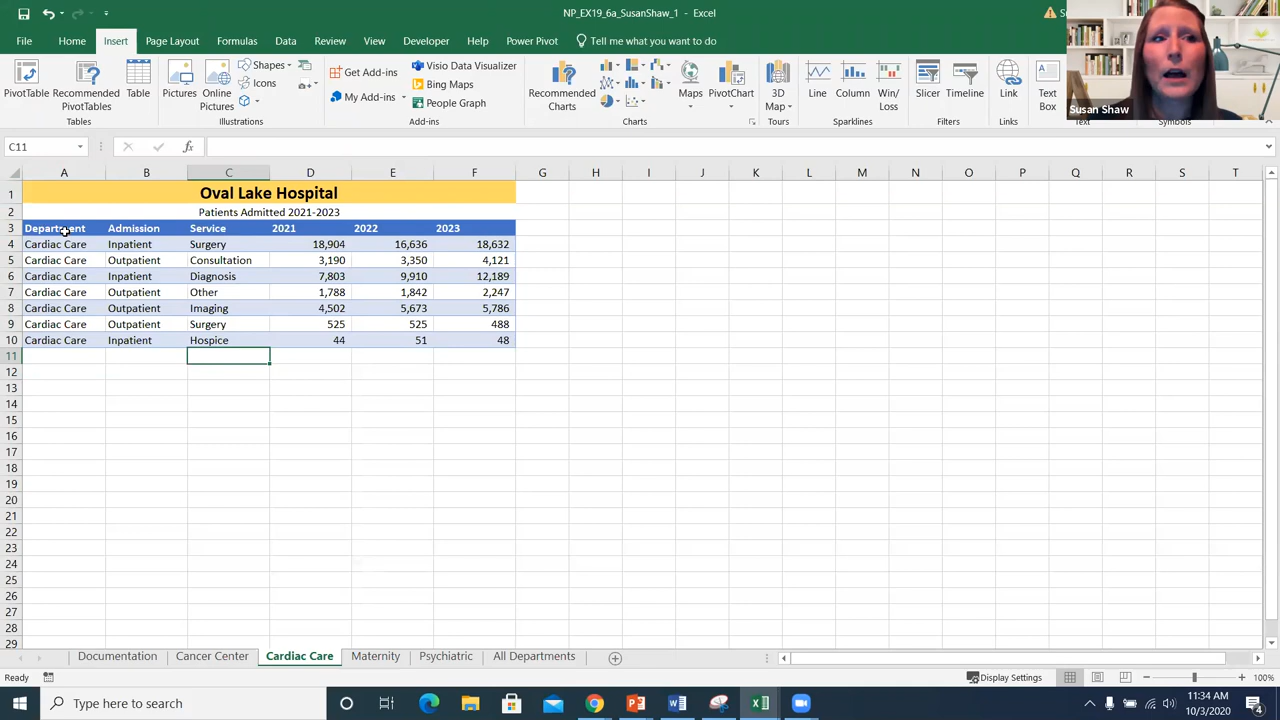 NP_EX19_6a_SusanShaw_1 - Excel
File Home Insert Page Layout Formulas Data Review View Developer Help Power Pivot Tell me what you want to do
PivotTable
Recommended PivotTables
Table
Tables
Pictures
Online Pictures
Shapes
Icons
Illustrations
Get Add-ins
My Add-ins
Visio Data Visualizer
Bing Maps
People Graph
Add-ins
Recommended Charts
Maps
PivotChart
Charts
3D Map
Tours
Line
Column
Win/ Loss
Sparklines
Slicer
Timeline
Filters
Link
Links
Text Box
Text
Symbols
Susan Shaw
C11
fx
A B C D E F G H I J K L M N O P Q R S T
1 Oval Lake Hospital
2 Patients Admitted 2021-2023
3 Department Admission Service 2021 2022 2023
4 Cardiac Care Inpatient Surgery 18,904 16,636 18,632
5 Cardiac Care Outpatient Consultation 3,190 3,350 4,121
6 Cardiac Care Inpatient Diagnosis 7,803 9,910 12,189
7 Cardiac Care Outpatient Other 1,788 1,842 2,247
8 Cardiac Care Outpatient Imaging 4,502 5,673 5,786
9 Cardiac Care Outpatient Surgery 525 525 488
10 Cardiac Care Inpatient Hospice 44 51 48
11
12
13
14
15
16
17
18
19
20
21
22
23
24
25
26
27
28
29
Documentation Cancer Center Cardiac Care Maternity Psychiatric All Departments
Ready
Display Settings
100%
Type here to search
11:34 AM
10/3/2020
4